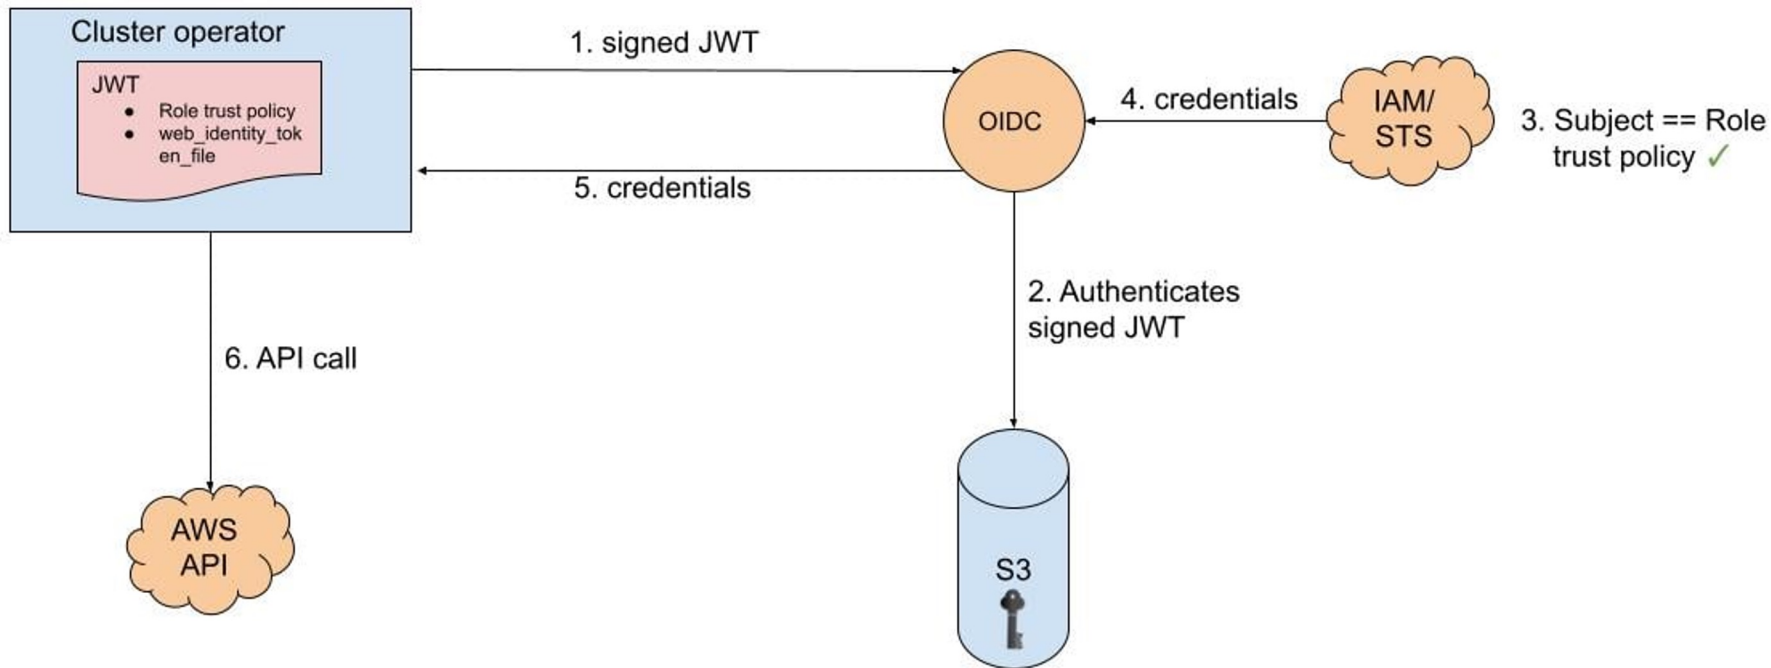 Cluster operator
JWT
● Role trust policy
● web_identity_tok
en_file
1. signed JWT
OIDC
4. credentials
IAM/
STS
3. Subject == Role
trust policy ✓
5. credentials
2. Authenticates
signed JWT
6. API call
AWS
API
S3